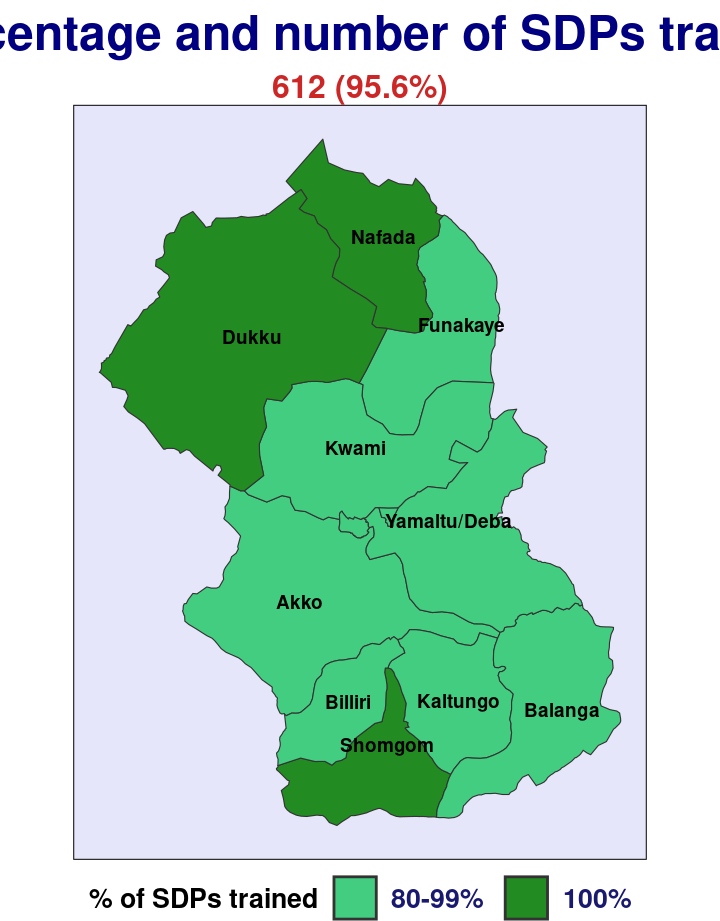 centage and number of SDPs tra
612 (95.6%)
Nafada
Funakaye
Dukku
Kwami
Yamaltu/Deba
Akko
Billiri
Kaltungo
Balanga
Shomgom
% of SDPs trained 80-99% 100%